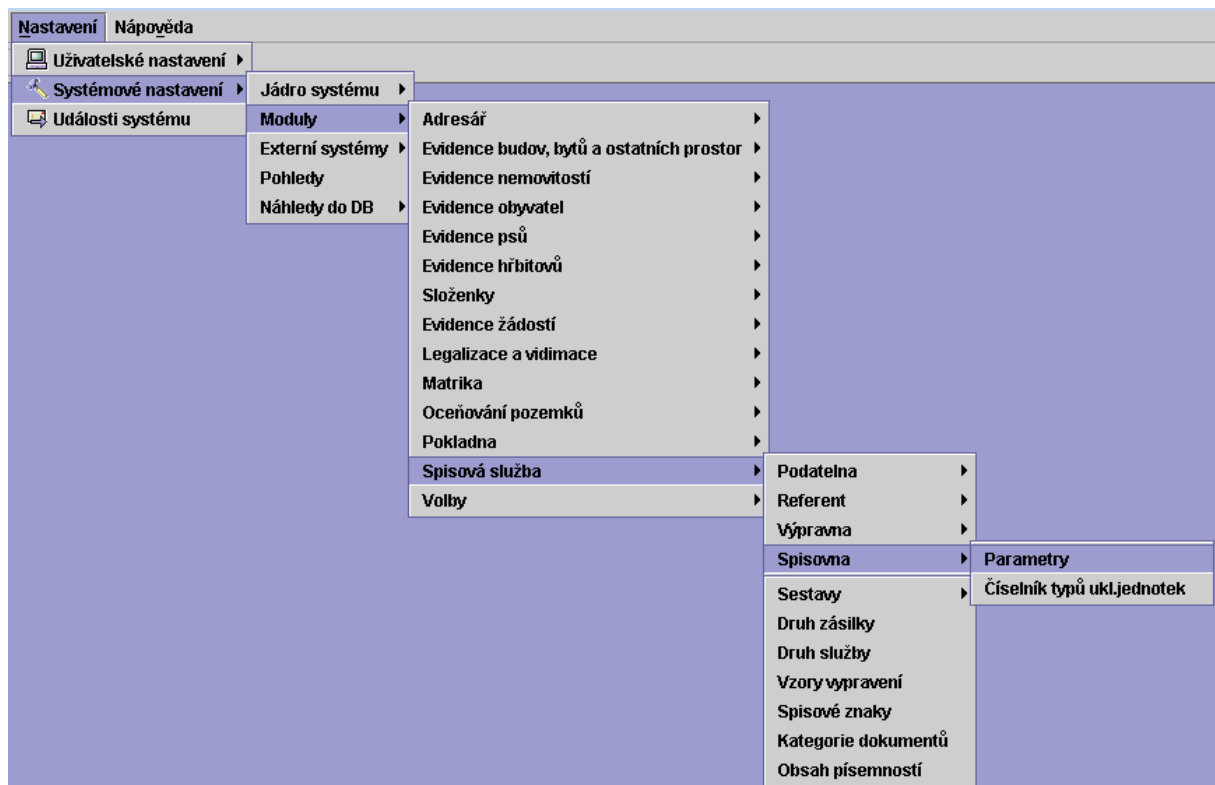 Nastavení Nápověda
Uživatelské nastavení
Systémové nastavení
Události systému
Jádro systému
Moduly
Externí systémy
Pohledy
Náhledy do DB
Adresář
Evidence budov, bytů a ostatních prostor
Evidence nemovitostí
Evidence obyvatel
Evidence psů
Evidence hřbitovů
Složenky
Evidence žádostí
Legalizace a vidimace
Matrika
Oceňování pozemků
Pokladna
Spisová služba
Volby
Podatelna
Referent
Výpravna
Spisovna
Sestavy
Druh zásilky
Druh služby
Vzory vypravení
Spisové znaky
Kategorie dokumentů
Obsah písemností
Parametry
Číselník typů ukl.jednotek